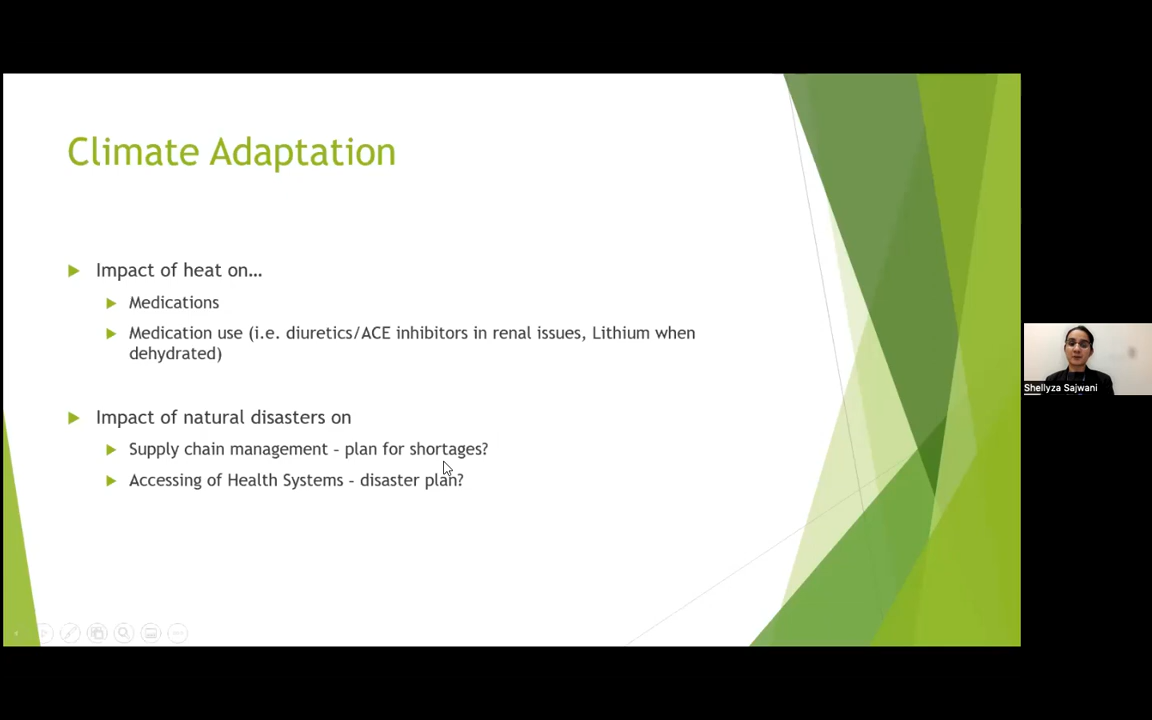 Climate Adaptation
Impact of heat on…
Medications
Medication use (i.e. diuretics/ACE inhibitors in renal issues, Lithium when
dehydrated)
Impact of natural disasters on
Supply chain management – plan for shortages?
Accessing of Health Systems – disaster plan?
Shellyza Sajwani